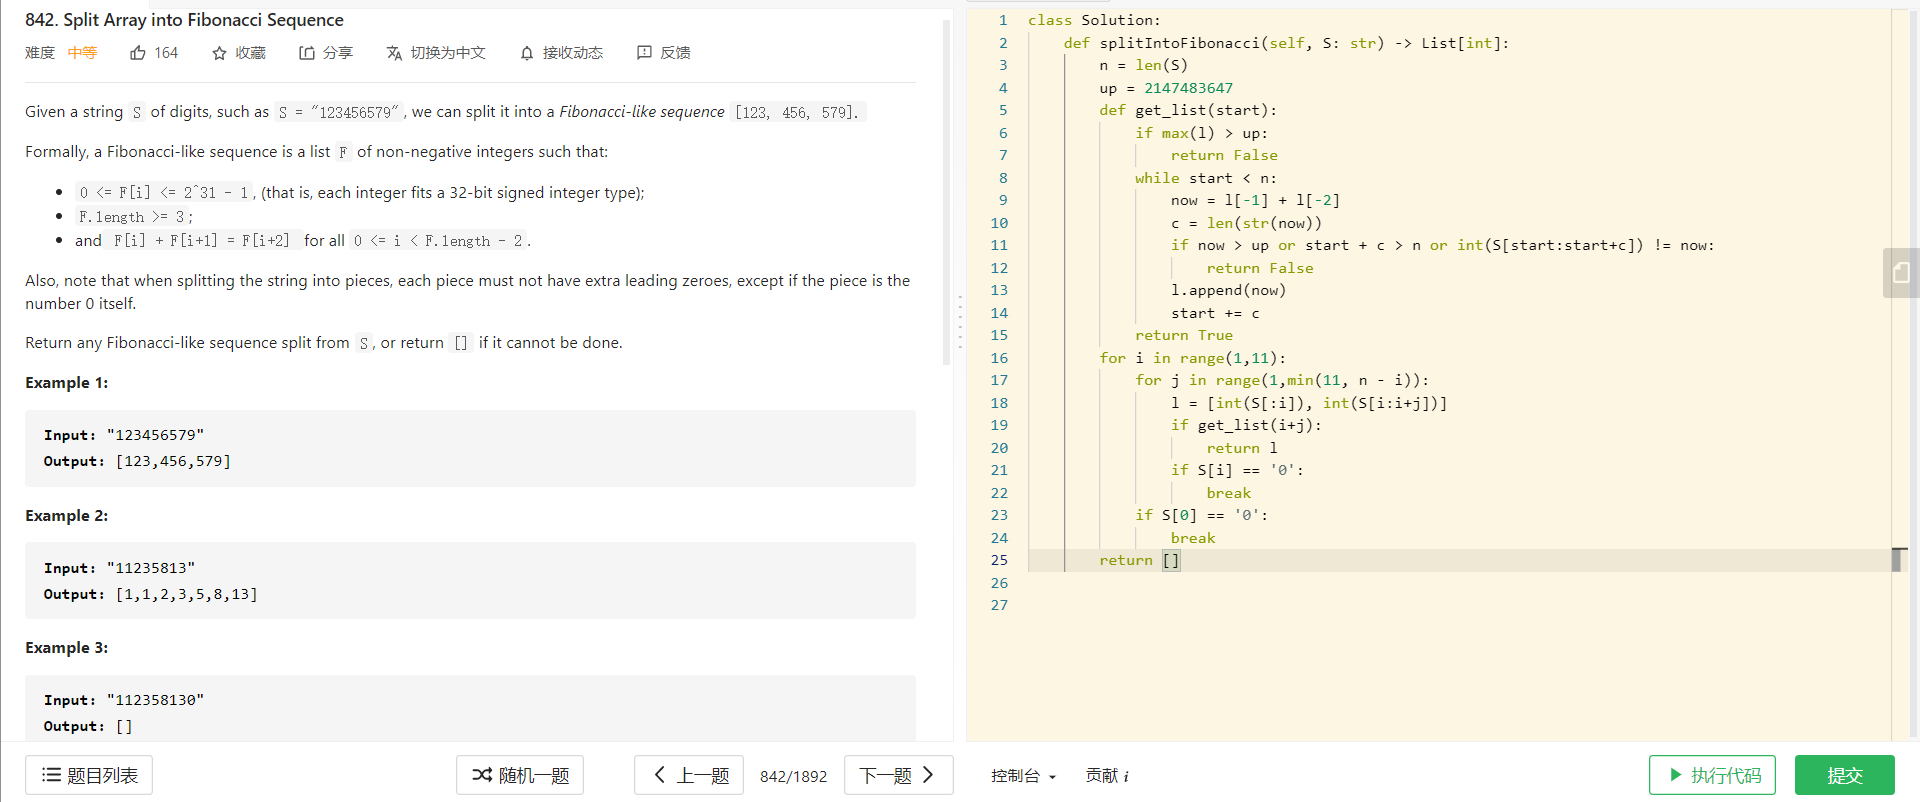 842. Split Array into Fibonacci Sequence
难度 中等 164 收藏 分享 切换为中文 接收动态 反馈
Given a string S of digits, such as S = "123456579", we can split it into a Fibonacci-like sequence [123, 456, 579].
Formally, a Fibonacci-like sequence is a list F of non-negative integers such that:
0 <= F[i] <= 2^31 - 1, (that is, each integer fits a 32-bit signed integer type);
F.length >= 3;
and F[i] + F[i+1] = F[i+2] for all 0 <= i < F.length - 2.
Also, note that when splitting the string into pieces, each piece must not have extra leading zeroes, except if the piece is the
number 0 itself.
Return any Fibonacci-like sequence split from S, or return [] if it cannot be done.
Example 1:
Input: "123456579"
Output: [123,456,579]
Example 2:
Input: "11235813"
Output: [1,1,2,3,5,8,13]
Example 3:
Input: "112358130"
Output: []
题目列表 随机一题 上一题 842/1892 下一题
1 class Solution:
2 def splitIntoFibonacci(self, S: str) -> List[int]:
3 n = len(S)
4 up = 2147483647
5 def get_list(start):
6 if max(l) > up:
7 return False
8 while start < n:
9 now = l[-1] + l[-2]
10 c = len(str(now))
11 if now > up or start + c > n or int(S[start:start+c]) != now:
12 return False
13 l.append(now)
14 start += c
15 return True
16 for i in range(1,11):
17 for j in range(1,min(11, n - i)):
18 l = [int(S[:i]), int(S[i:i+j])]
19 if get_list(i+j):
20 return l
21 if S[i] == '0':
22 break
23 if S[0] == '0':
24 break
25 return []
26
27
控制台 贡献 i 执行代码 提交